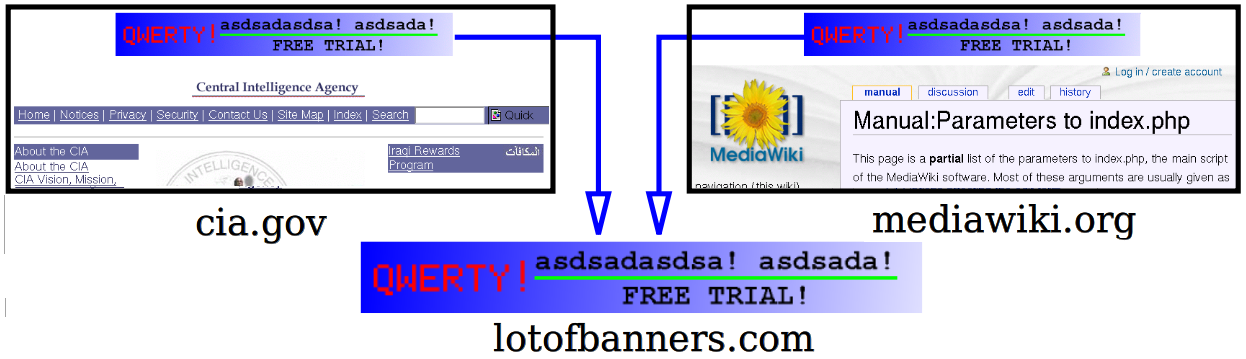 QWERTY! asdsadasdsa! asdsada!
FREE TRIAL!
Central Intelligence Agency
Home | Notices | Privacy | Security | Contact Us | Site Map | Index | Search Quick
About the CIA
About the CIA
CIA Vision, Mission,
INTELLIGENCE
Iraqi Rewards المكافآت
Program
cia.gov
QWERTY! asdsadasdsa! asdsada!
FREE TRIAL!
Log in / create account
manual discussion edit history
MediaWiki
navigation (this wiki)
Manual:Parameters to index.php
This page is a partial list of the parameters to index.php, the main script
of the MediaWiki software. Most of these arguments are usually given as
mediawiki.org
QWERTY! asdsadasdsa! asdsada!
FREE TRIAL!
lotofbanners.com